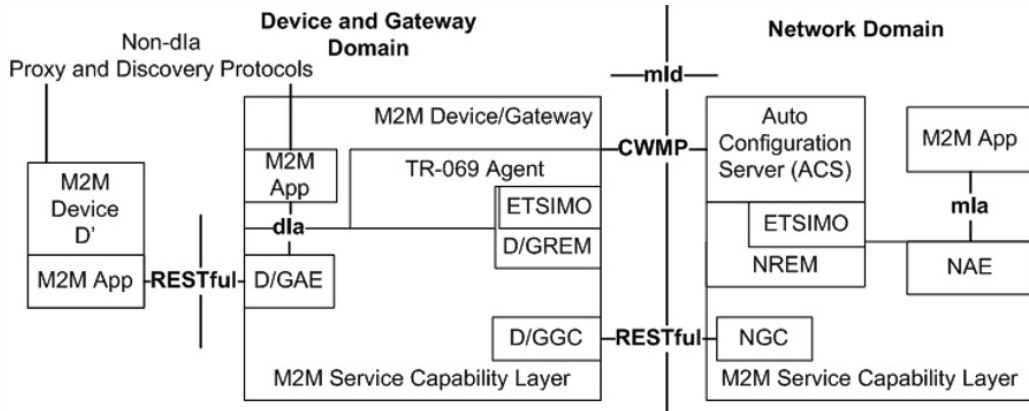 Device and Gateway
Domain
Network Domain
Non-dIa
Proxy and Discovery Protocols
mId
M2M Device/Gateway
CWMP
Auto
Configuration
Server (ACS)
M2M App
M2M
App
TR-069 Agent
M2M
Device
D'
ETSIMO
dIa
D/GREM
ETSIMO
mIa
M2M App
RESTful
D/GAE
NREM
NAE
D/GGC
RESTful
NGC
M2M Service Capability Layer
M2M Service Capability Layer